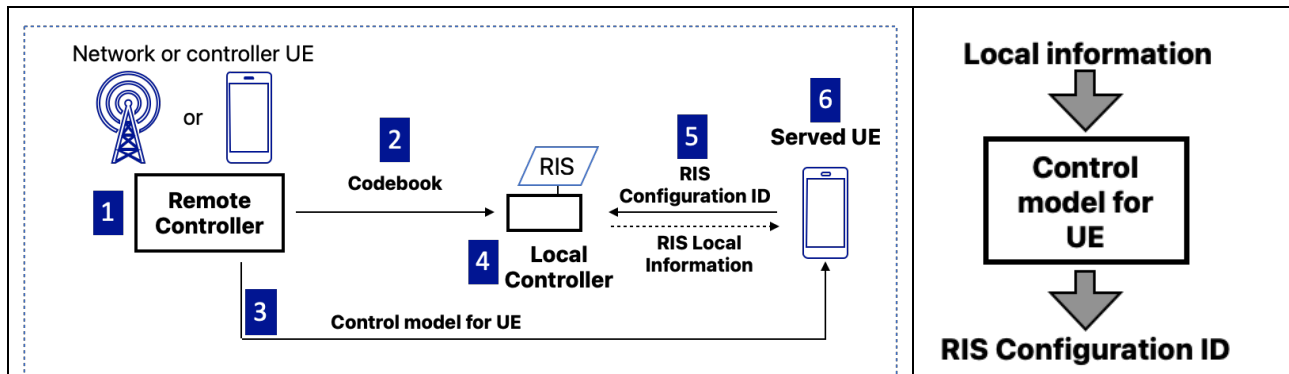 Network or controller UE
or
1
Remote
Controller
2
Codebook
RIS
4
Local
Controller
5
RIS
Configuration ID
RIS Local
Information
6
Served UE
3
Control model for UE
Local information
Control
model for
UE
RIS Configuration ID